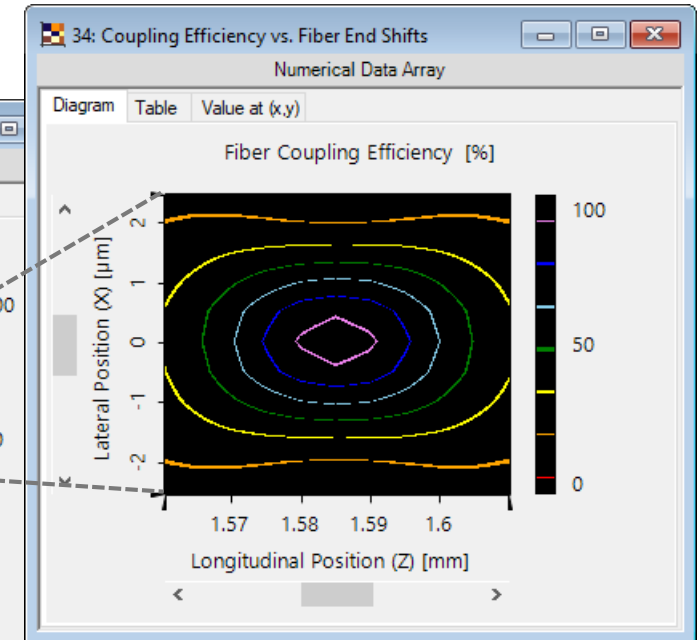 34: Coupling Efficiency vs. Fiber End Shifts
Numerical Data Array
Diagram Table Value at (x,y)
Fiber Coupling Efficiency [%]
Lateral Position (X) [µm]
2
1
0
-1
-2
100
50
0
1.57 1.58 1.59 1.6
Longitudinal Position (Z) [mm]